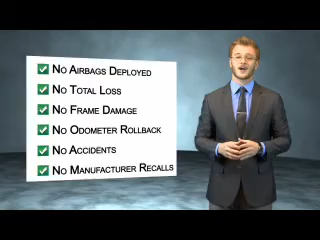 No Airbags Deployed
No Total Loss
No Frame Damage
No Odometer Rollback
No Accidents
No Manufacturer Recalls